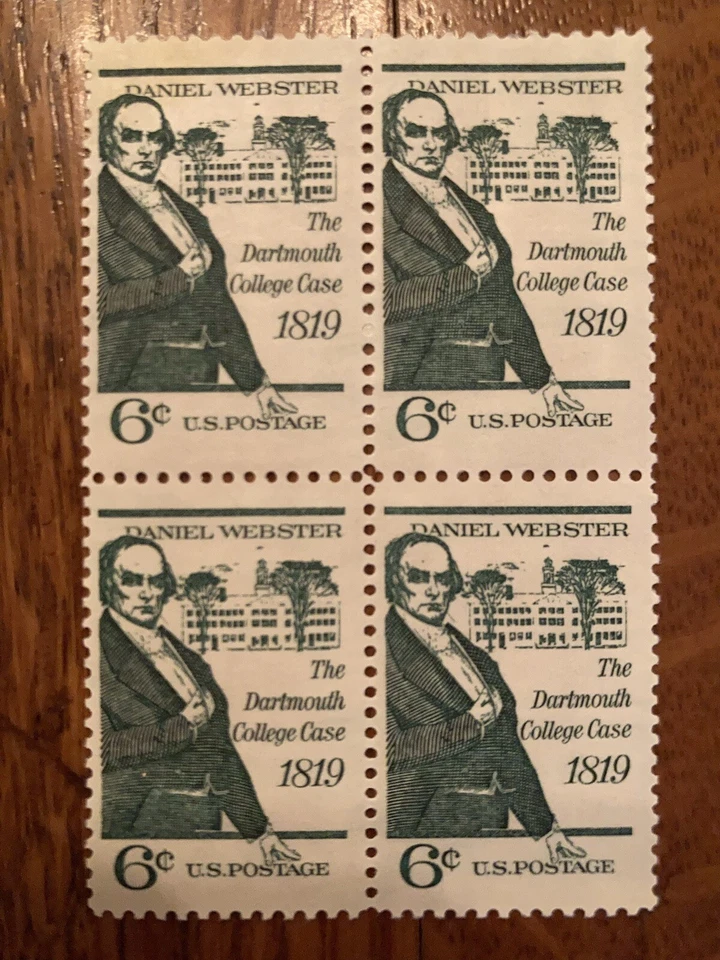 DANIEL WEBSTER
The
Dartmouth
College Case
1819
6¢ U.S.POSTAGE
DANIEL WEBSTER
The
Dartmouth
College Case
1819
6¢ U.S.POSTAGE
DANIEL WEBSTER
The
Dartmouth
College Case
1819
6¢ U.S.POSTAGE
DANIEL WEBSTER
The
Dartmouth
College Case
1819
6¢ U.S.POSTAGE